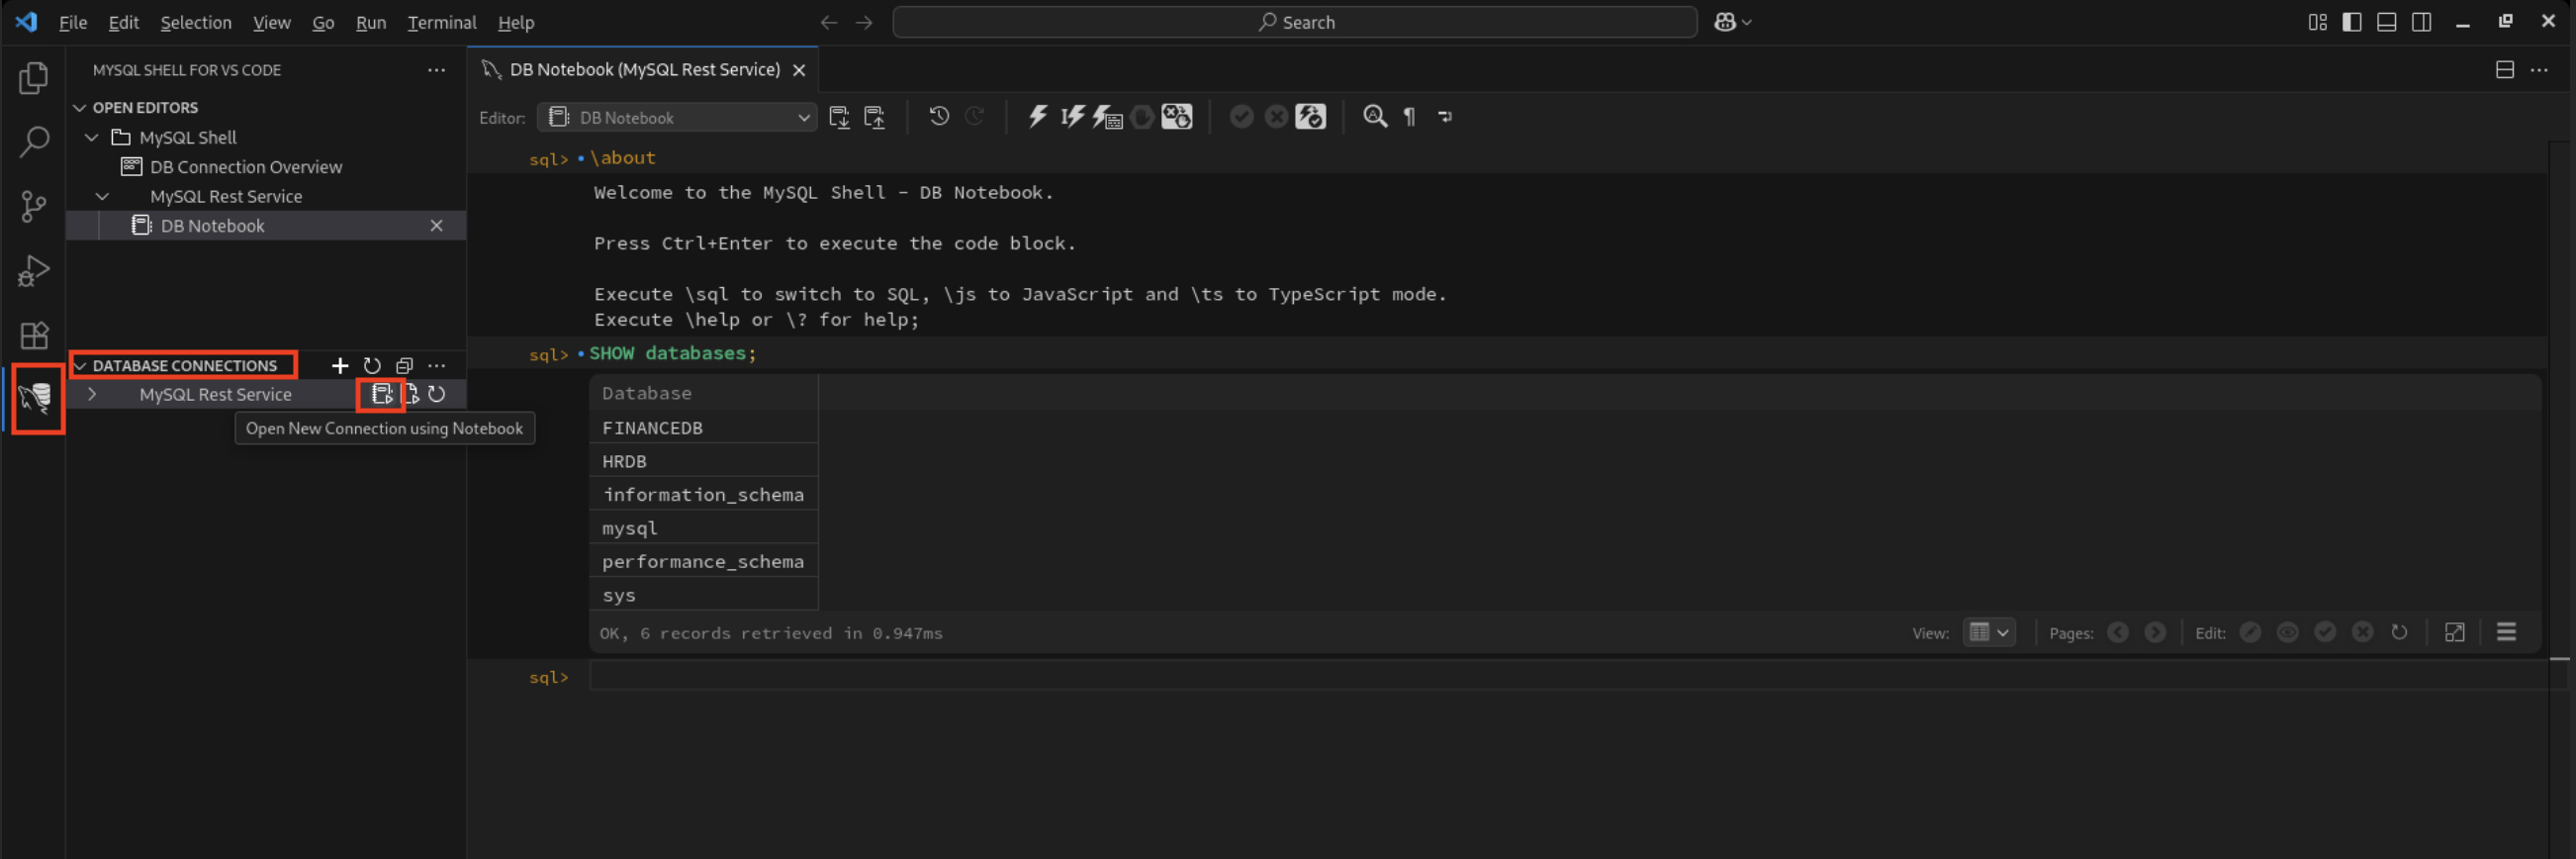 File Edit Selection View Go Run Terminal Help
Search
MYSQL SHELL FOR VS CODE
OPEN EDITORS
MySQL Shell
DB Connection Overview
MySQL Rest Service
DB Notebook
DATABASE CONNECTIONS
MySQL Rest Service
Open New Connection using Notebook
DB Notebook (MySQL Rest Service)
Editor: DB Notebook
sql> \about
Welcome to the MySQL Shell - DB Notebook.
Press Ctrl+Enter to execute the code block.
Execute \sql to switch to SQL, \js to JavaScript and \ts to TypeScript mode.
Execute \help or \? for help;
sql> SHOW databases;
Database
FINANCEDB
HRDB
information_schema
mysql
performance_schema
sys
OK, 6 records retrieved in 0.947ms
View: Pages: Edit:
sql>